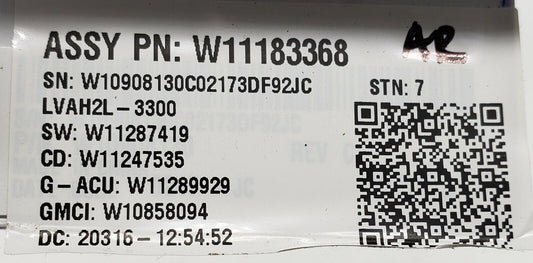 ASSY PN: W11183368
AR
SN: W10908130C02173DF92JC
STN: 7
LVAH2L-3300
SW: W11287419
CD: W11247535
G-ACU: W11289929
GMCI: W10858094
DC: 20316-12:54:52
REV